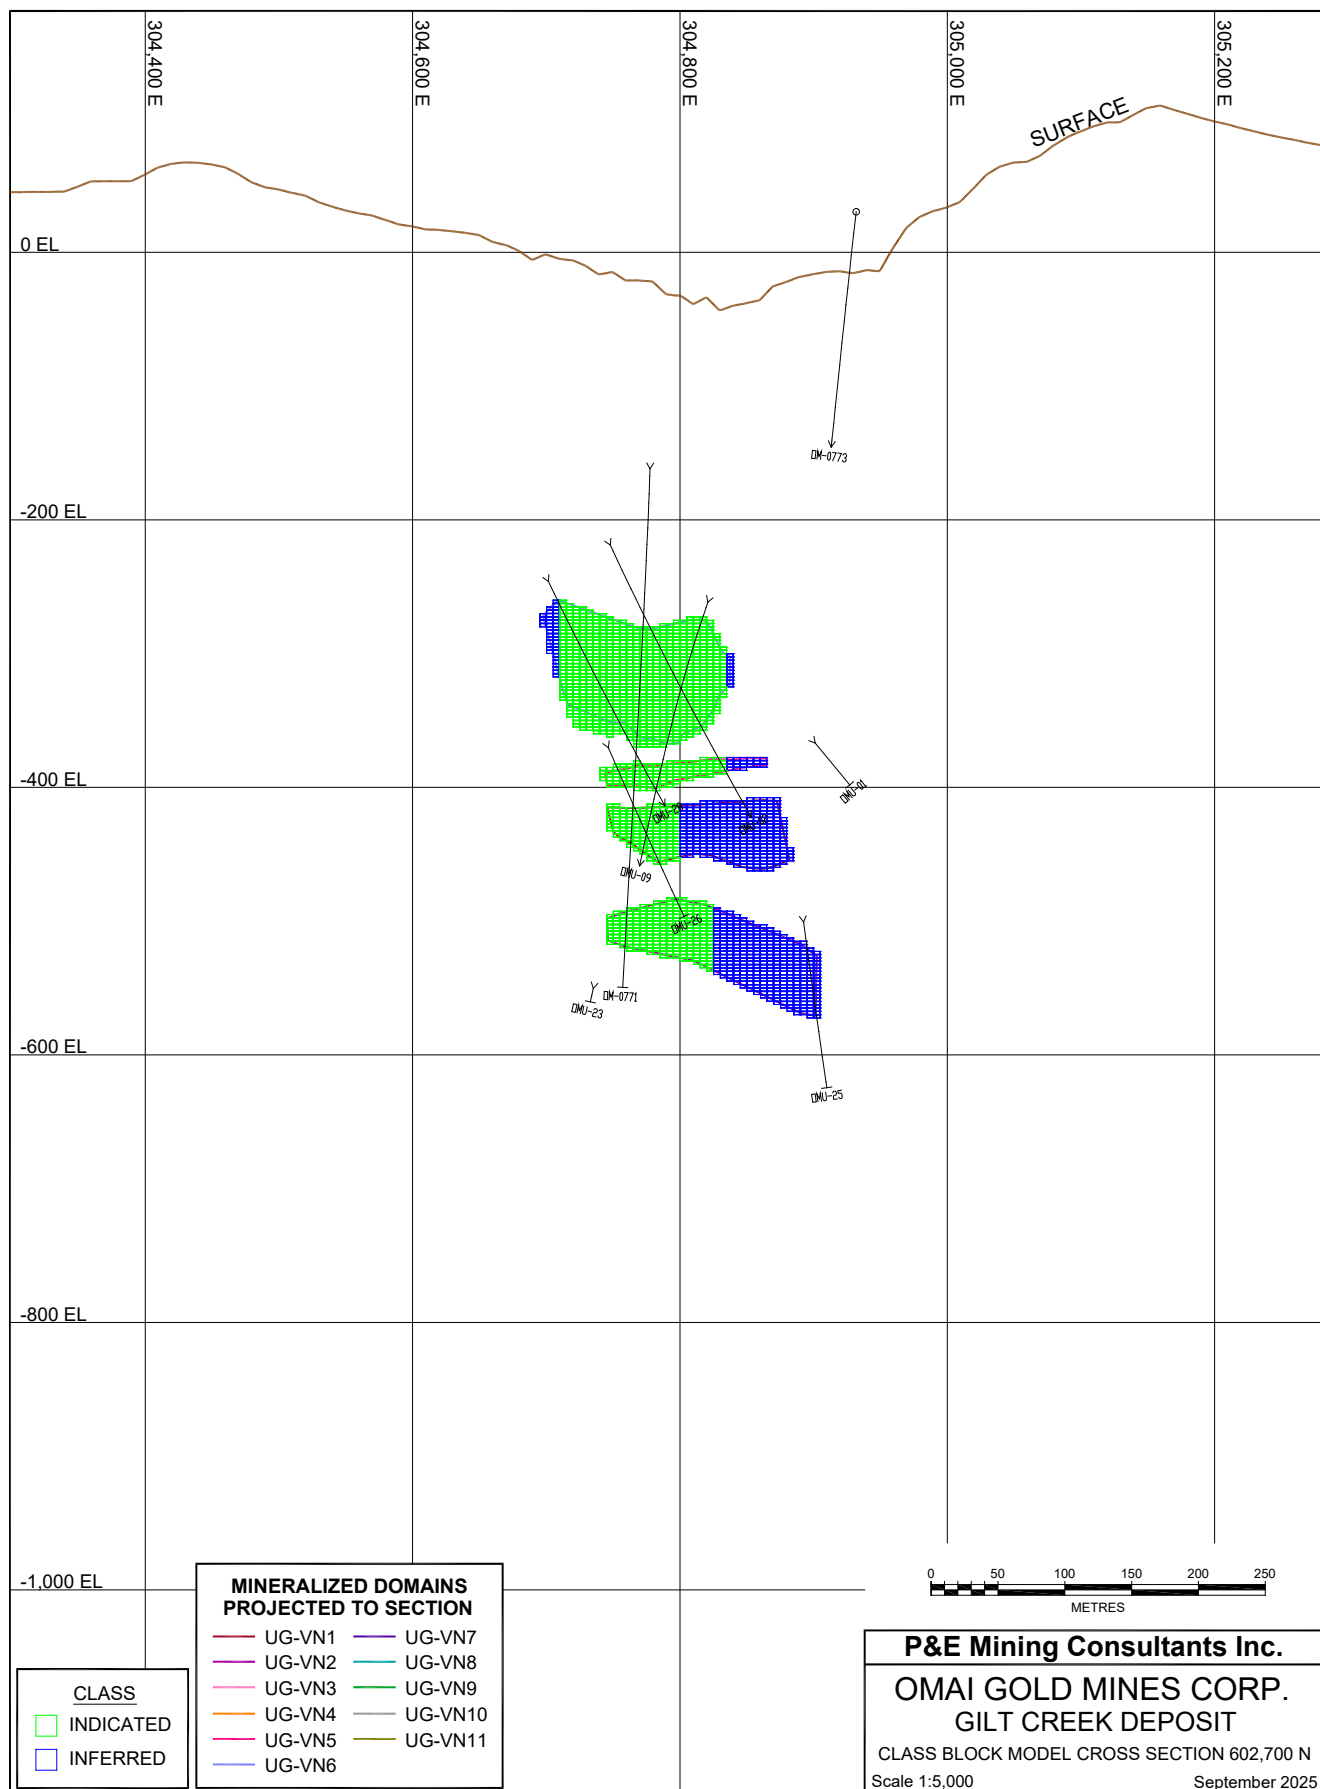 304,400 E
304,600 E
304,800 E
305,000 E
305,200 E
SURFACE
0 EL
OM-0773
-200 EL
-400 EL
OMU-01
OMU-09
OMU-26
OM-0771
OMU-23
-600 EL
OMU-25
-800 EL
-1,000 EL
MINERALIZED DOMAINS
PROJECTED TO SECTION
UG-VN1
UG-VN2
UG-VN3
UG-VN4
UG-VN5
UG-VN6
UG-VN7
UG-VN8
UG-VN9
UG-VN10
UG-VN11
CLASS
INDICATED
INFERRED
0 50 100 150 200 250
METRES
P&E Mining Consultants Inc.
OMAI GOLD MINES CORP.
GILT CREEK DEPOSIT
CLASS BLOCK MODEL CROSS SECTION 602,700 N
Scale 1:5,000 September 2025